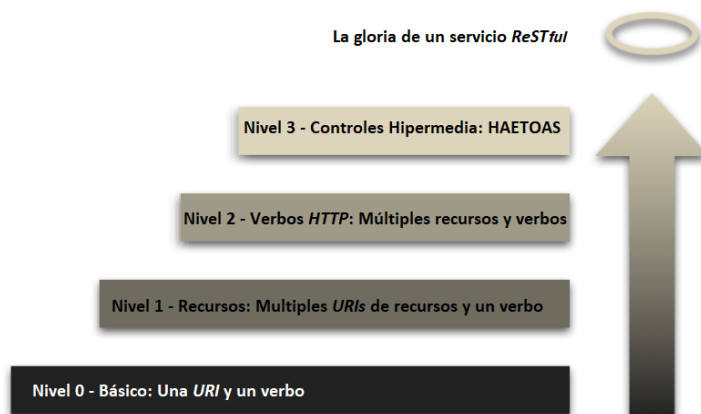 La gloria de un servicio ReSTful
Nivel 3 - Controles Hipermedia: HAETOAS
Nivel 2 - Verbos HTTP: Múltiples recursos y verbos
Nivel 1 - Recursos: Multiples URIs de recursos y un verbo
Nivel 0 - Básico: Una URI y un verbo